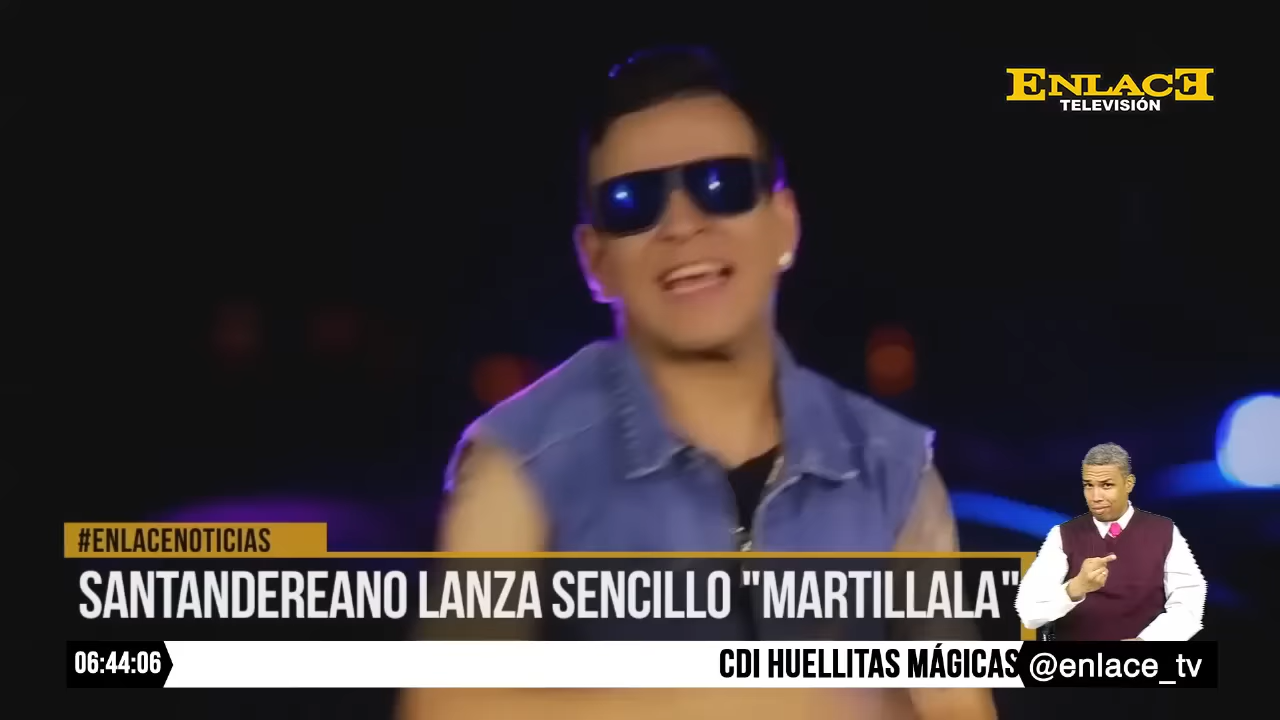 ENLACE
TELEVISIÓN
#ENLACENOTICIAS
SANTANDEREANO LANZA SENCILLO "MARTILLALA"
06:44:06
CDI HUELLITAS MÁGICAS
@enlace_tv